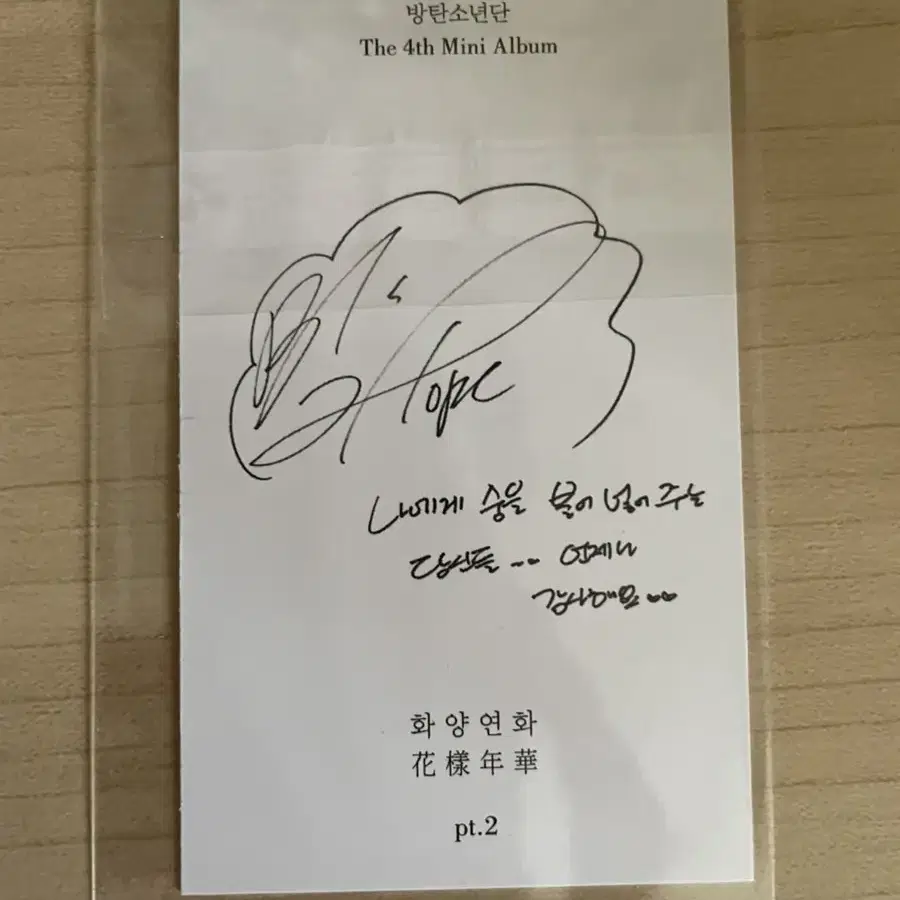 방탄소년단
The 4th Mini Album
BTS
Hope
나에게 숨을 불어 넣어 주는
당신들.. 언제나
감사해요..
화양연화
花樣年華
pt.2